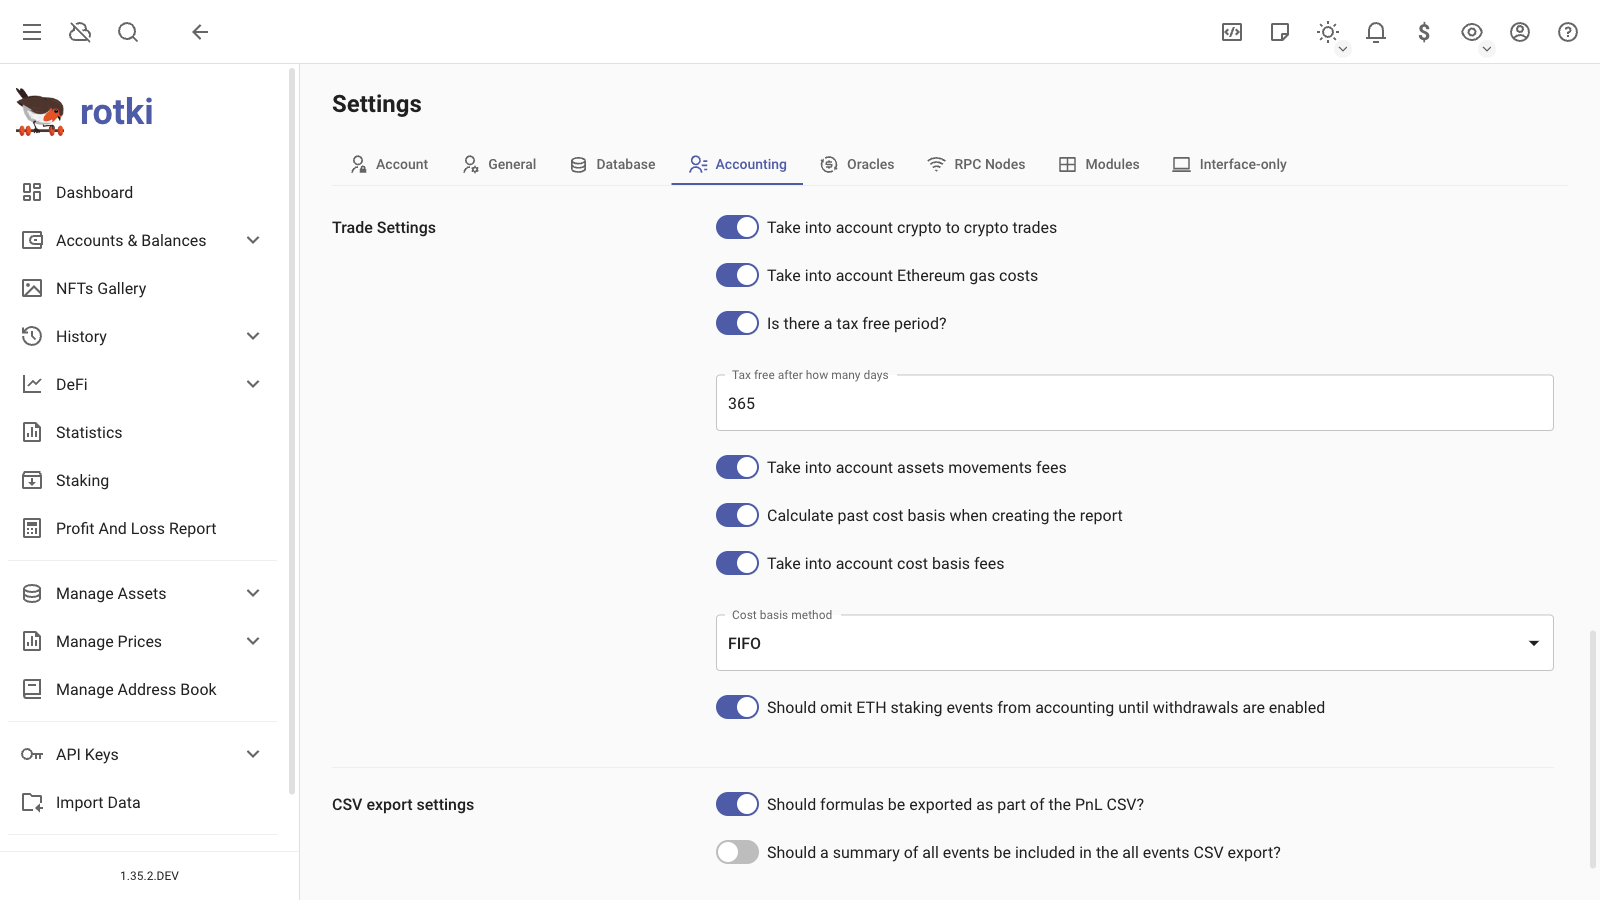 rotki
Dashboard
Accounts & Balances
NFTs Gallery
History
DeFi
Statistics
Staking
Profit And Loss Report
Manage Assets
Manage Prices
Manage Address Book
API Keys
Import Data
1.35.2.DEV
Settings
Account
General
Database
Accounting
Oracles
RPC Nodes
Modules
Interface-only
Trade Settings
Take into account crypto to crypto trades
Take into account Ethereum gas costs
Is there a tax free period?
Tax free after how many days
365
Take into account assets movements fees
Calculate past cost basis when creating the report
Take into account cost basis fees
Cost basis method
FIFO
Should omit ETH staking events from accounting until withdrawals are enabled
CSV export settings
Should formulas be exported as part of the PnL CSV?
Should a summary of all events be included in the all events CSV export?